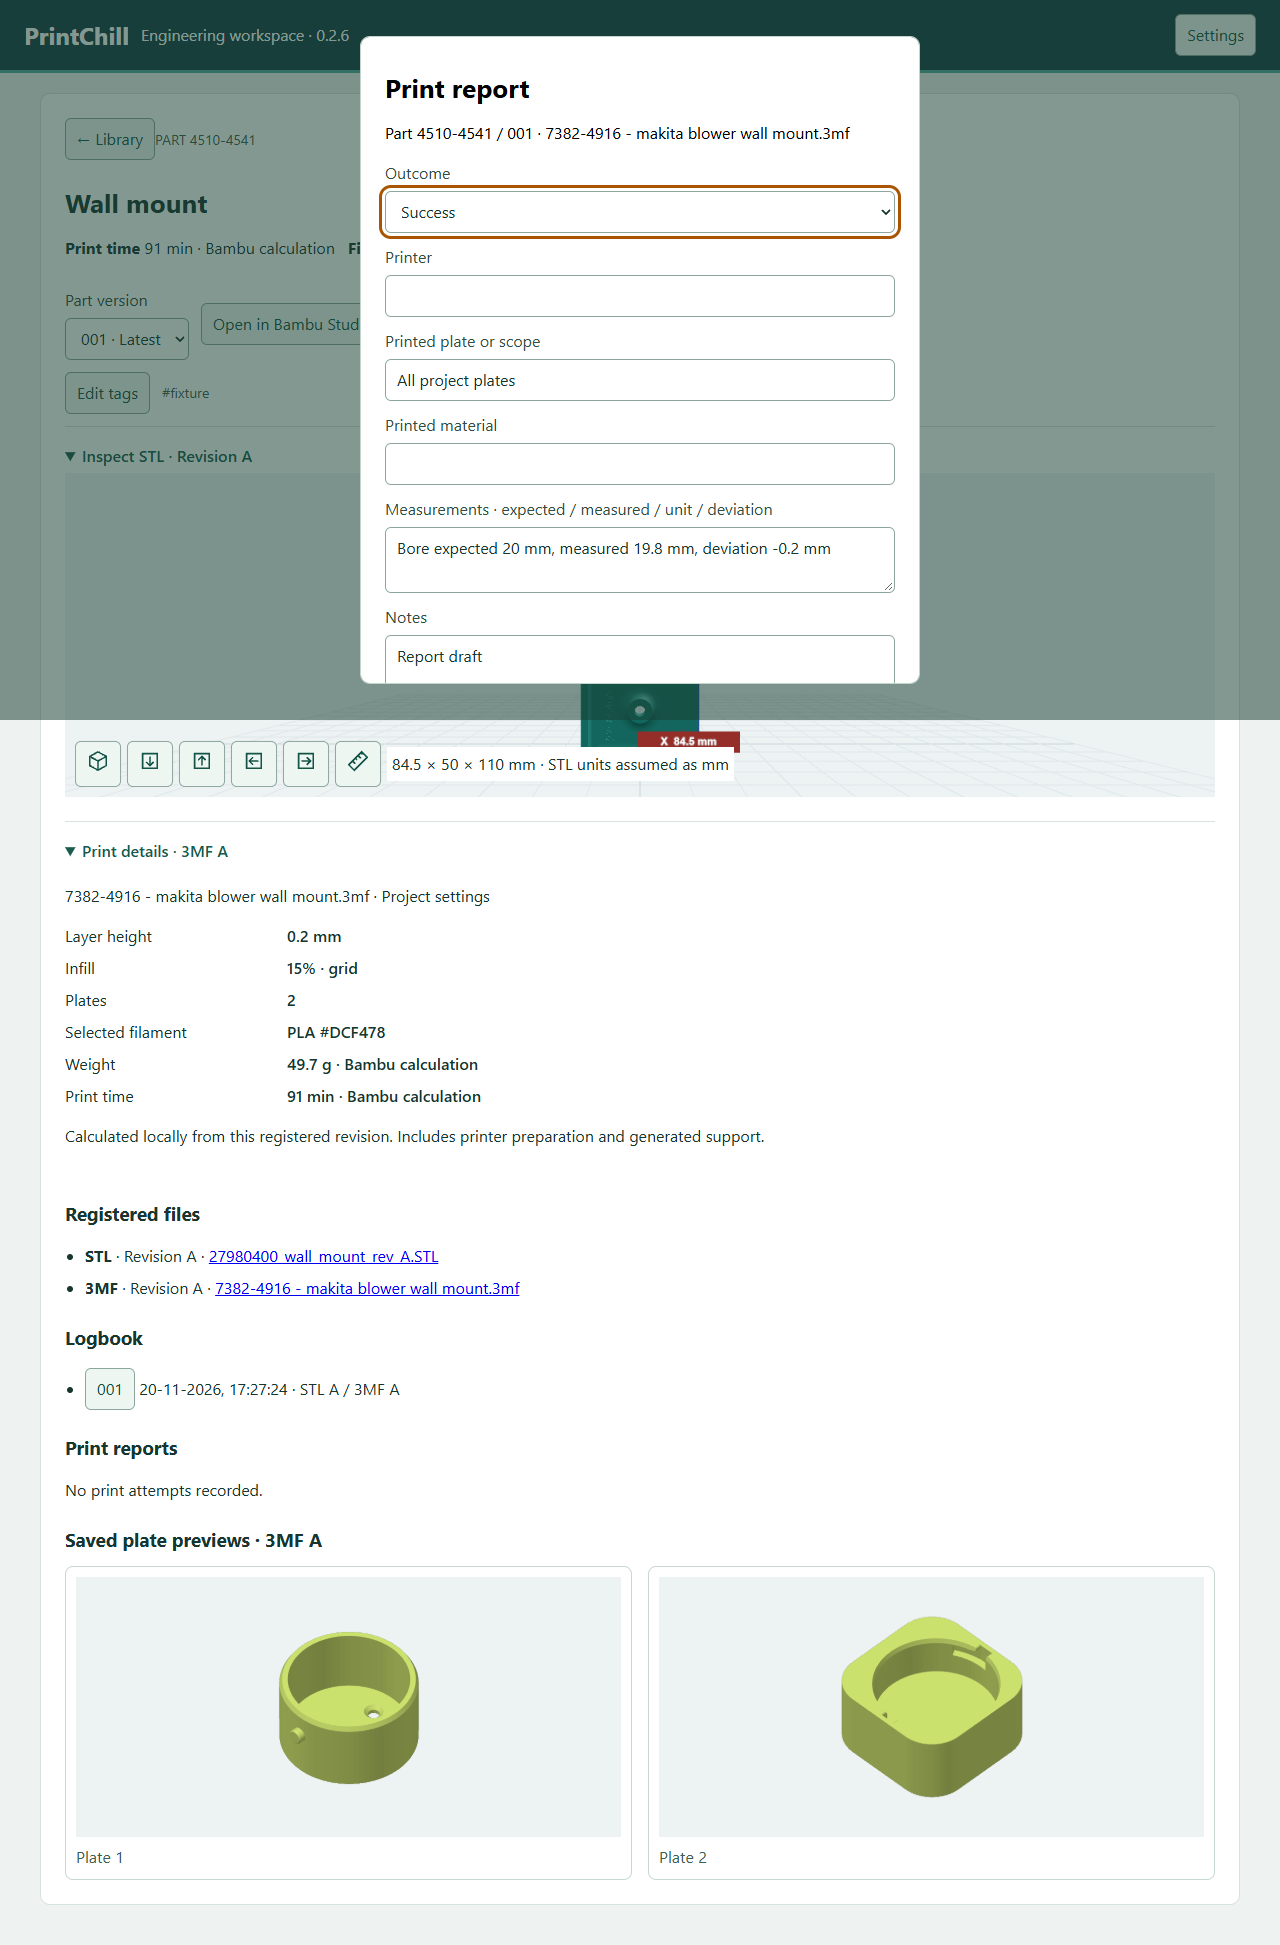 PrintChill Engineering workspace · 0.2.6 Settings
← Library PART 4510-4541
Wall mount
Print time 91 min · Bambu calculation Fi
Part version
001 · Latest Open in Bambu Stud
Edit tags #fixture
▼ Inspect STL · Revision A
Print report
Part 4510-4541 / 001 · 7382-4916 - makita blower wall mount.3mf
Outcome
Success
Printer
Printed plate or scope
All project plates
Printed material
Measurements · expected / measured / unit / deviation
Bore expected 20 mm, measured 19.8 mm, deviation -0.2 mm
Notes
Report draft
X 84.5 mm
84.5 × 50 × 110 mm · STL units assumed as mm
▼ Print details · 3MF A
7382-4916 - makita blower wall mount.3mf · Project settings
Layer height 0.2 mm
Infill 15% · grid
Plates 2
Selected filament PLA #DCF478
Weight 49.7 g · Bambu calculation
Print time 91 min · Bambu calculation
Calculated locally from this registered revision. Includes printer preparation and generated support.
Registered files
• STL · Revision A · 27980400_wall_mount_rev_A.STL
• 3MF · Revision A · 7382-4916 - makita blower wall mount.3mf
Logbook
• 001 20-11-2026, 17:27:24 · STL A / 3MF A
Print reports
No print attempts recorded.
Saved plate previews · 3MF A
Plate 1
Plate 2